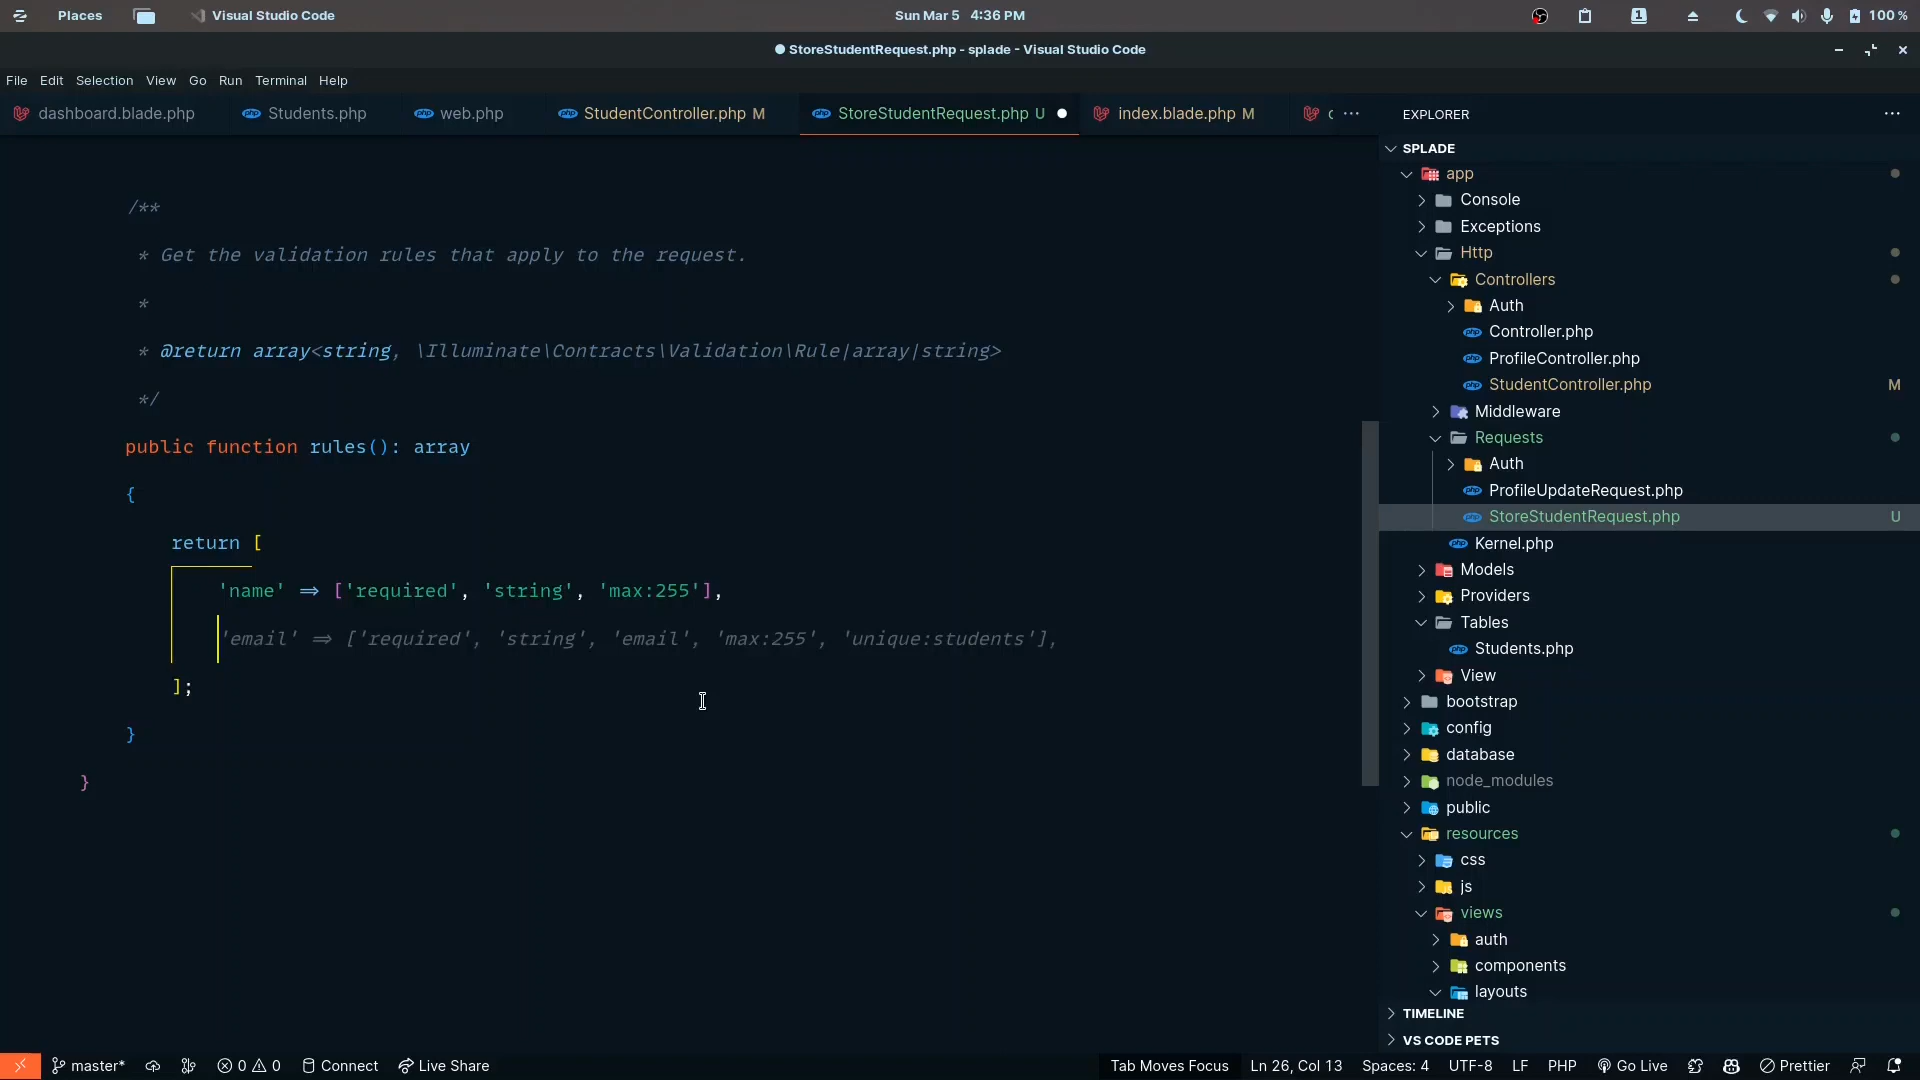 Places
Visual Studio Code
Sun Mar 5 4:36 PM
1
100 %
StoreStudentRequest.php - splade - Visual Studio Code
File Edit Selection View Go Run Terminal Help
dashboard.blade.php
Students.php
web.php
StudentController.php M
StoreStudentRequest.php U
index.blade.php M
c
/**
* Get the validation rules that apply to the request.
*
* @return array<string, \Illuminate\Contracts\Validation\Rule|array|string>
*/
public function rules(): array
{
return [
'name' => ['required', 'string', 'max:255'],
'email' => ['required', 'string', 'email', 'max:255', 'unique:students'],
];
}
}
EXPLORER
SPLADE
app
Console
Exceptions
Http
Controllers
Auth
Controller.php
ProfileController.php
StudentController.php M
Middleware
Requests
Auth
ProfileUpdateRequest.php
StoreStudentRequest.php U
Kernel.php
Models
Providers
Tables
Students.php
View
bootstrap
config
database
node_modules
public
resources
css
js
views
auth
components
layouts
TIMELINE
VS CODE PETS
master*
0
0
Connect
Live Share
Tab Moves Focus
Ln 26, Col 13
Spaces: 4
UTF-8
LF
PHP
Go Live
Prettier